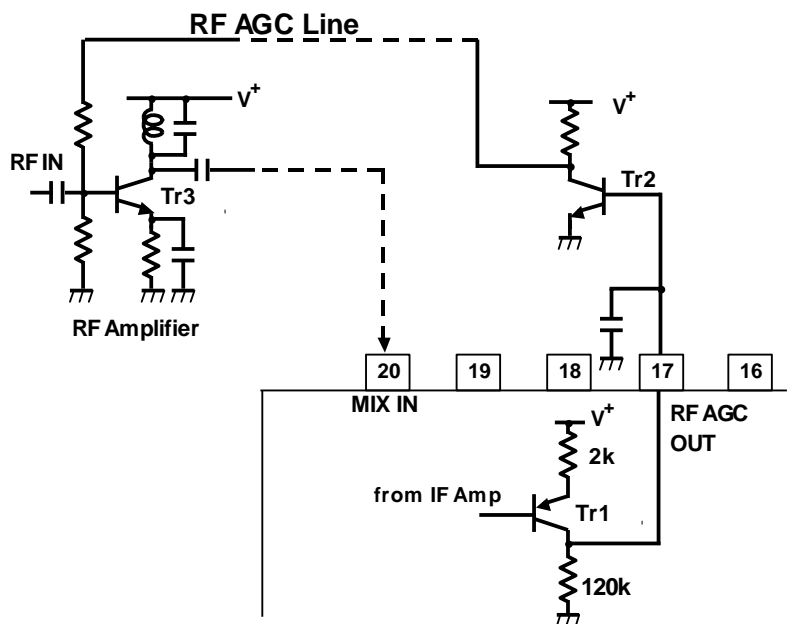 RF AGC Line
V+
V+
RF IN
Tr3
Tr2
RF Amplifier
20
19
18
17
16
MIX IN
V+
RF AGC
OUT
2k
from IF Amp
Tr1
120k